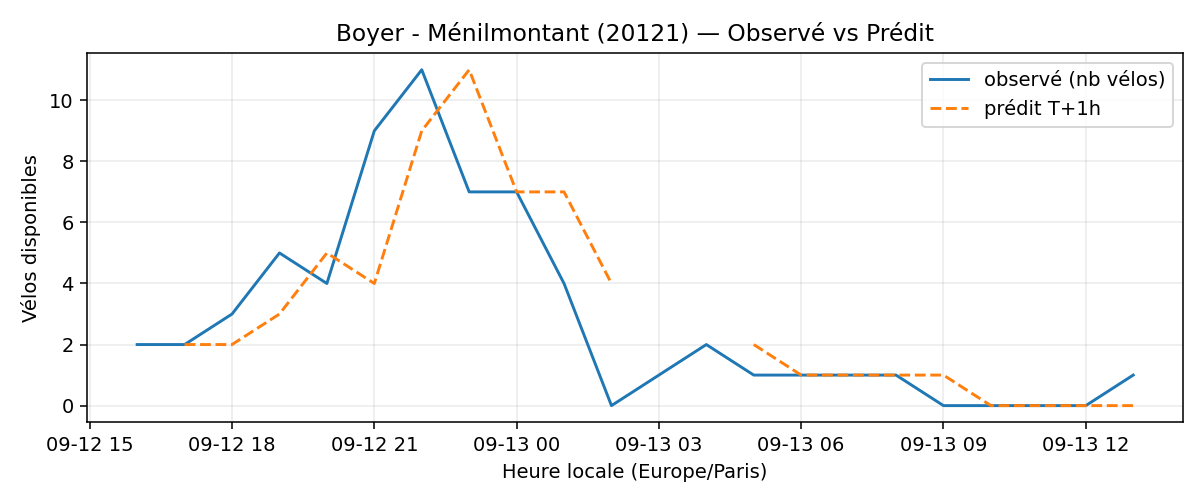 Boyer - Ménilmontant (20121) — Observé vs Prédit
observé (nb vélos)
prédit T+1h
Vélos disponibles
10
8
6
4
2
0
09-12 15 09-12 18 09-12 21 09-13 00 09-13 03 09-13 06 09-13 09 09-13 12
Heure locale (Europe/Paris)